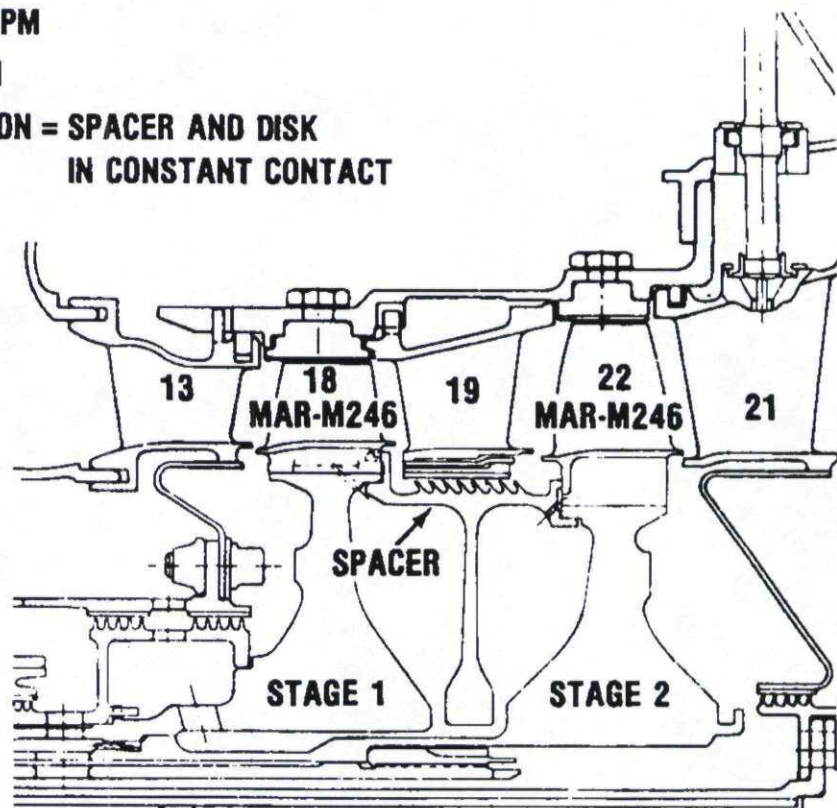 PM
ON = SPACER AND DISK
IN CONSTANT CONTACT
13
18
MAR-M246
19
22
MAR-M246
21
SPACER
STAGE 1
STAGE 2